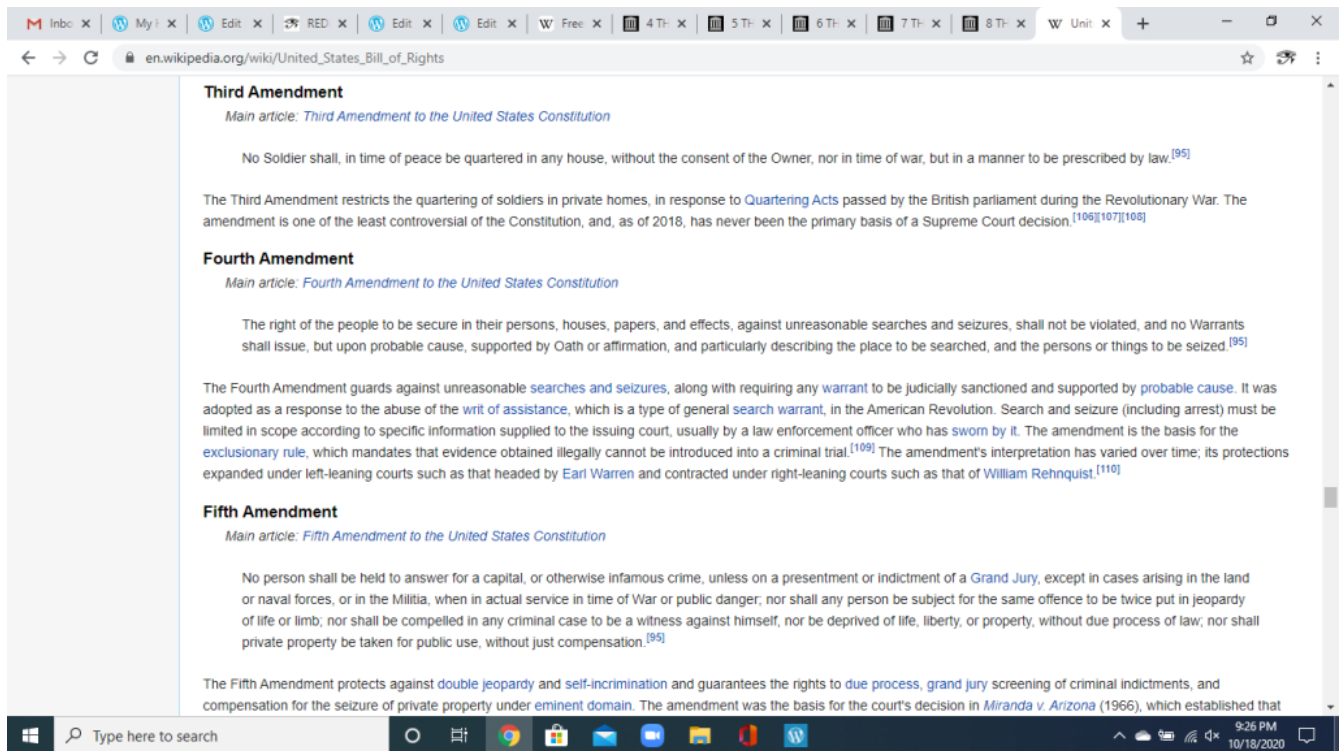 Inbo
My H
Edit
RED
Edit
Edit
Free
4 TH
5 TH
6 TH
7 TH
8 TH
Unit
en.wikipedia.org/wiki/United_States_Bill_of_Rights
Third Amendment
Main article: Third Amendment to the United States Constitution
No Soldier shall, in time of peace be quartered in any house, without the consent of the Owner, nor in time of war, but in a manner to be prescribed by law.[95]
The Third Amendment restricts the quartering of soldiers in private homes, in response to Quartering Acts passed by the British parliament during the Revolutionary War. The
amendment is one of the least controversial of the Constitution, and, as of 2018, has never been the primary basis of a Supreme Court decision.[106][107][108]
Fourth Amendment
Main article: Fourth Amendment to the United States Constitution
The right of the people to be secure in their persons, houses, papers, and effects, against unreasonable searches and seizures, shall not be violated, and no Warrants
shall issue, but upon probable cause, supported by Oath or affirmation, and particularly describing the place to be searched, and the persons or things to be seized.[95]
The Fourth Amendment guards against unreasonable searches and seizures, along with requiring any warrant to be judicially sanctioned and supported by probable cause. It was
adopted as a response to the abuse of the writ of assistance, which is a type of general search warrant, in the American Revolution. Search and seizure (including arrest) must be
limited in scope according to specific information supplied to the issuing court, usually by a law enforcement officer who has sworn by it. The amendment is the basis for the
exclusionary rule, which mandates that evidence obtained illegally cannot be introduced into a criminal trial.[109] The amendment's interpretation has varied over time; its protections
expanded under left-leaning courts such as that headed by Earl Warren and contracted under right-leaning courts such as that of William Rehnquist.[110]
Fifth Amendment
Main article: Fifth Amendment to the United States Constitution
No person shall be held to answer for a capital, or otherwise infamous crime, unless on a presentment or indictment of a Grand Jury, except in cases arising in the land
or naval forces, or in the Militia, when in actual service in time of War or public danger; nor shall any person be subject for the same offence to be twice put in jeopardy
of life or limb; nor shall be compelled in any criminal case to be a witness against himself, nor be deprived of life, liberty, or property, without due process of law; nor shall
private property be taken for public use, without just compensation.[95]
The Fifth Amendment protects against double jeopardy and self-incrimination and guarantees the rights to due process, grand jury screening of criminal indictments, and
compensation for the seizure of private property under eminent domain. The amendment was the basis for the court's decision in Miranda v. Arizona (1966), which established that
Type here to search
9:26 PM
10/18/2020